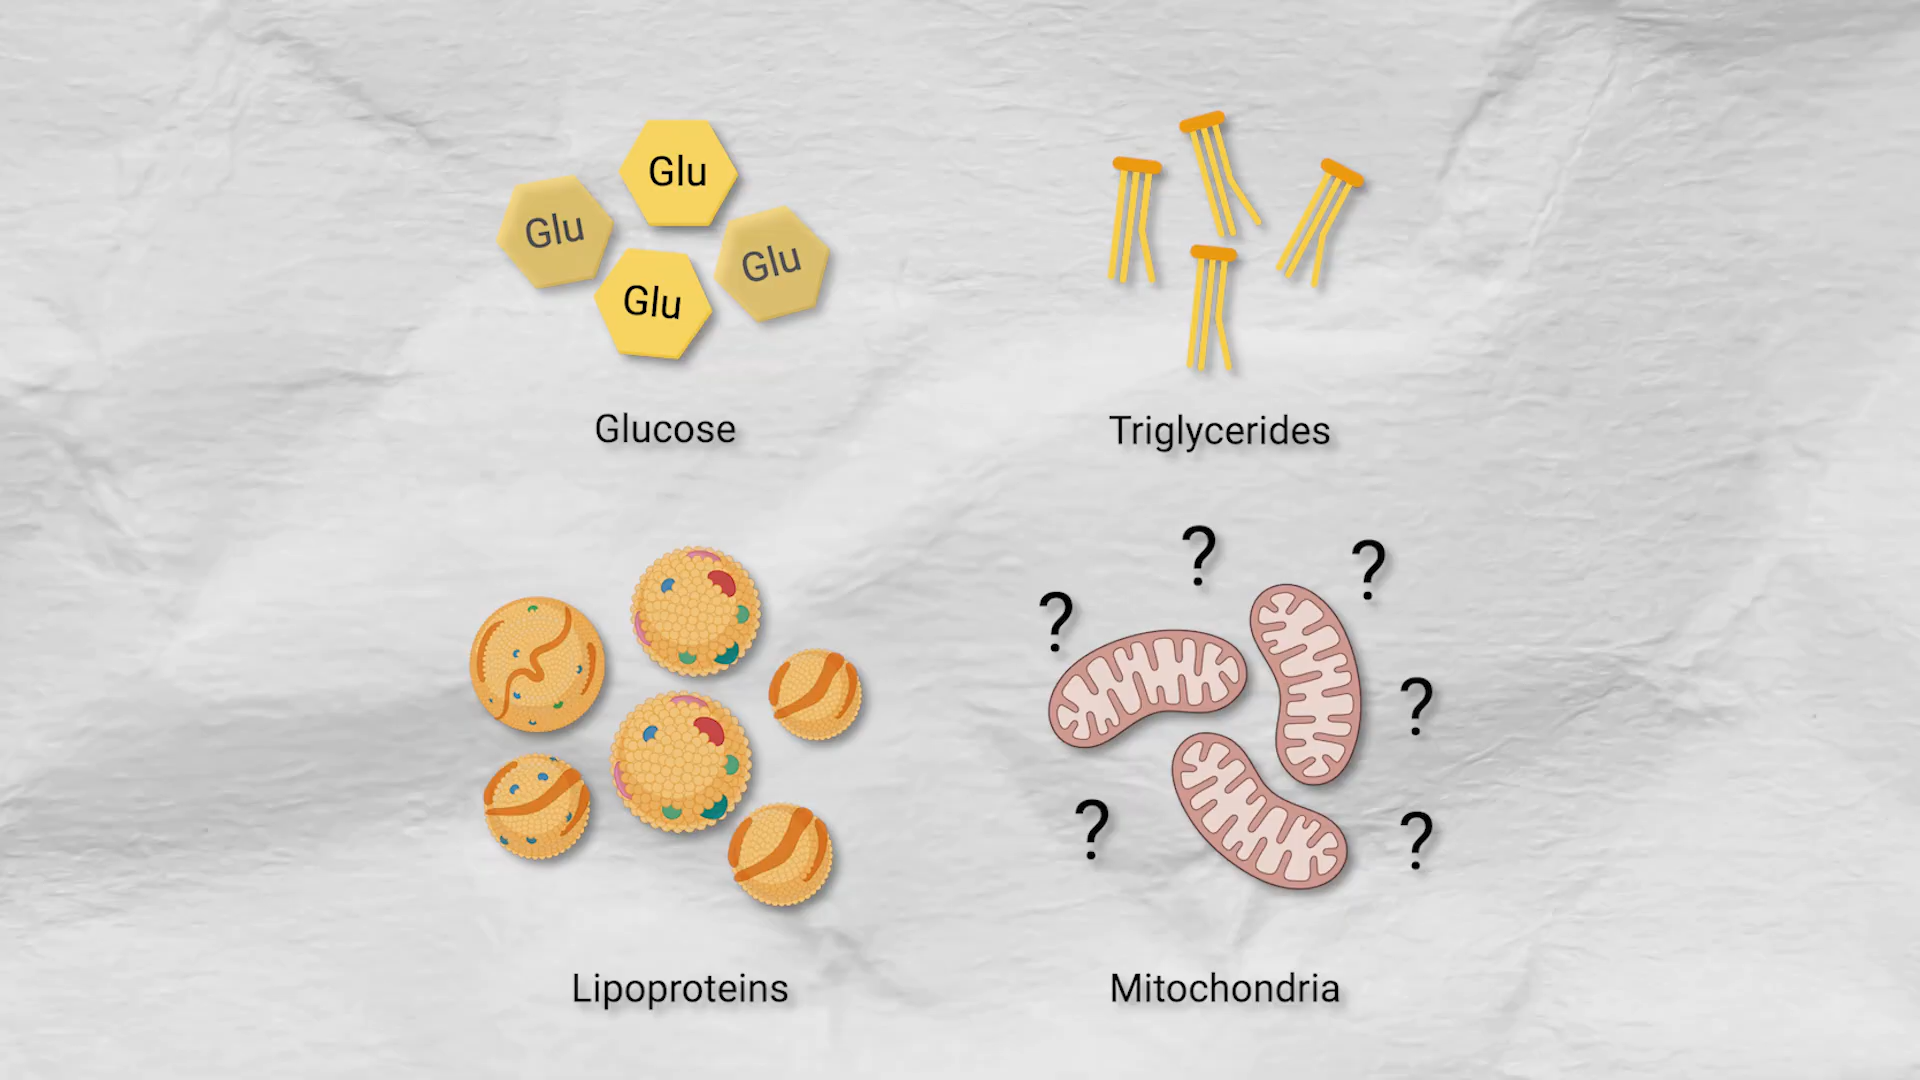 Glu
Glu
Glu
Glu
Glucose
Triglycerides
? ?
?
?
? ?
Lipoproteins
Mitochondria